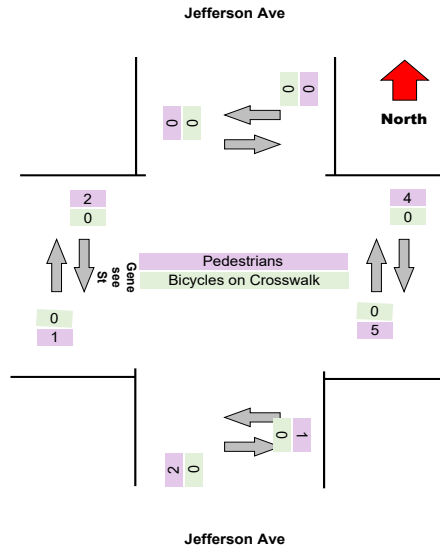 Jefferson Ave
0 0
0 0
North
2
0
4
0
Gene
see
St
Pedestrians
Bicycles on Crosswalk
0
1
0
5
0 1
2 0
Jefferson Ave